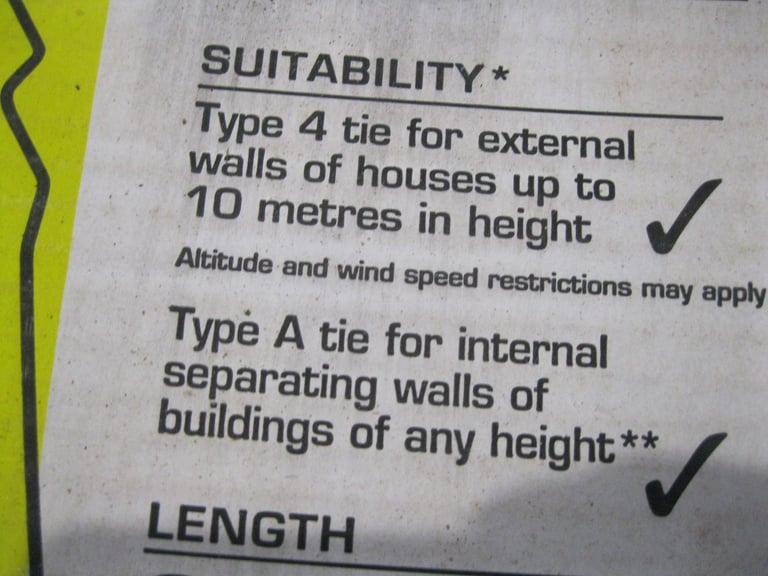 SUITABILITY*
Type 4 tie for external
walls of houses up to
10 metres in height
Altitude and wind speed restrictions may apply
Type A tie for internal
separating walls of
buildings of any height**
LENGTH